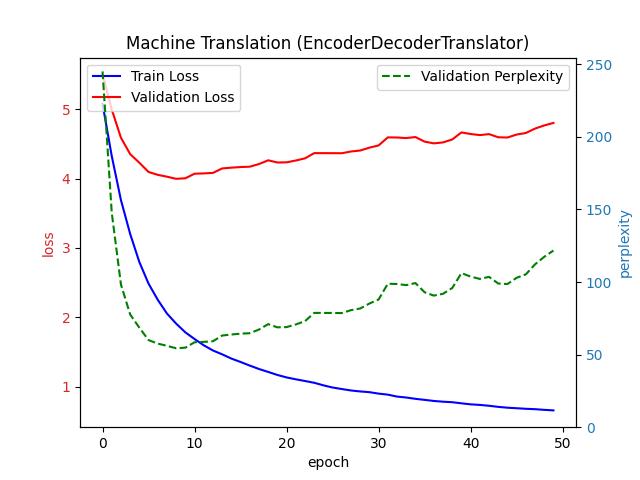 Machine Translation (EncoderDecoderTranslator)
Train Loss
Validation Loss
Validation Perplexity
5
4
3
2
1
loss
250
200
150
100
50
0
perplexity
0 10 20 30 40 50
epoch